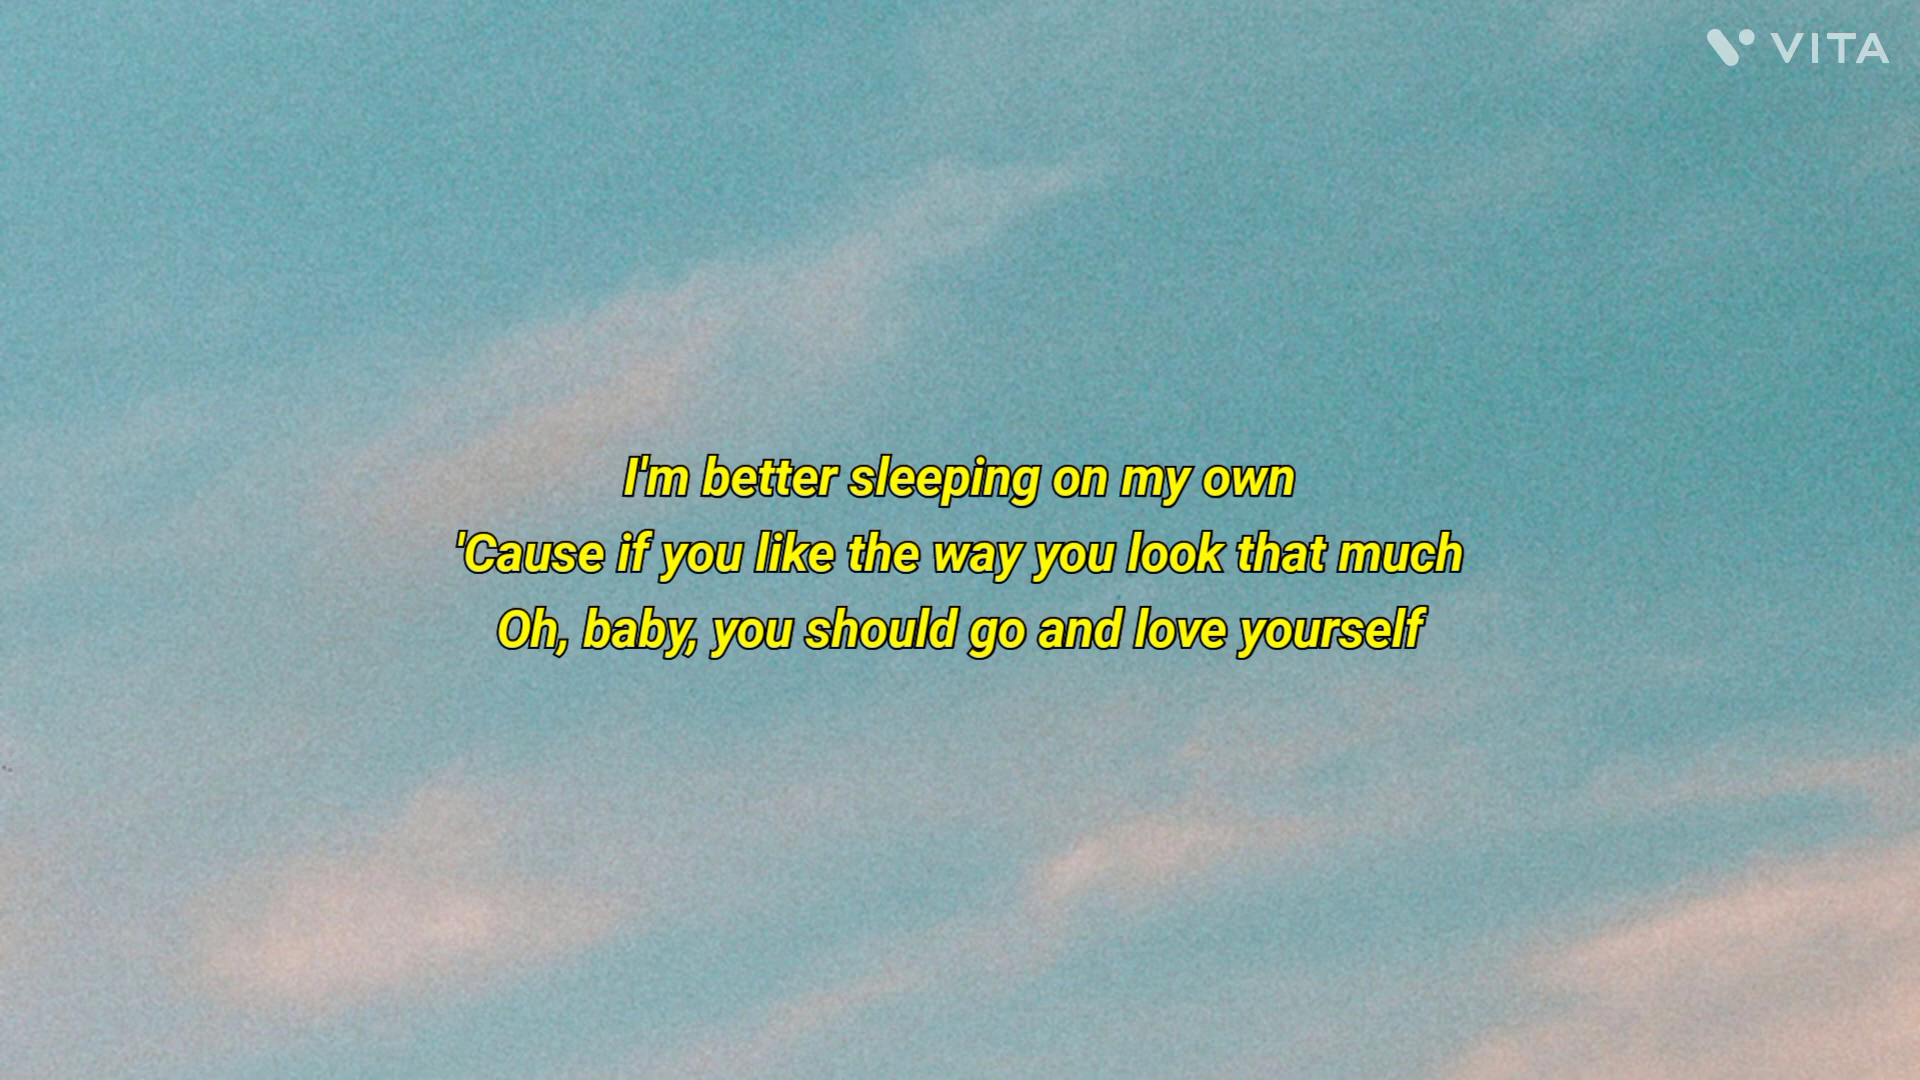 VITA
I'm better sleeping on my own
'Cause if you like the way you look that much
Oh, baby, you should go and love yourself